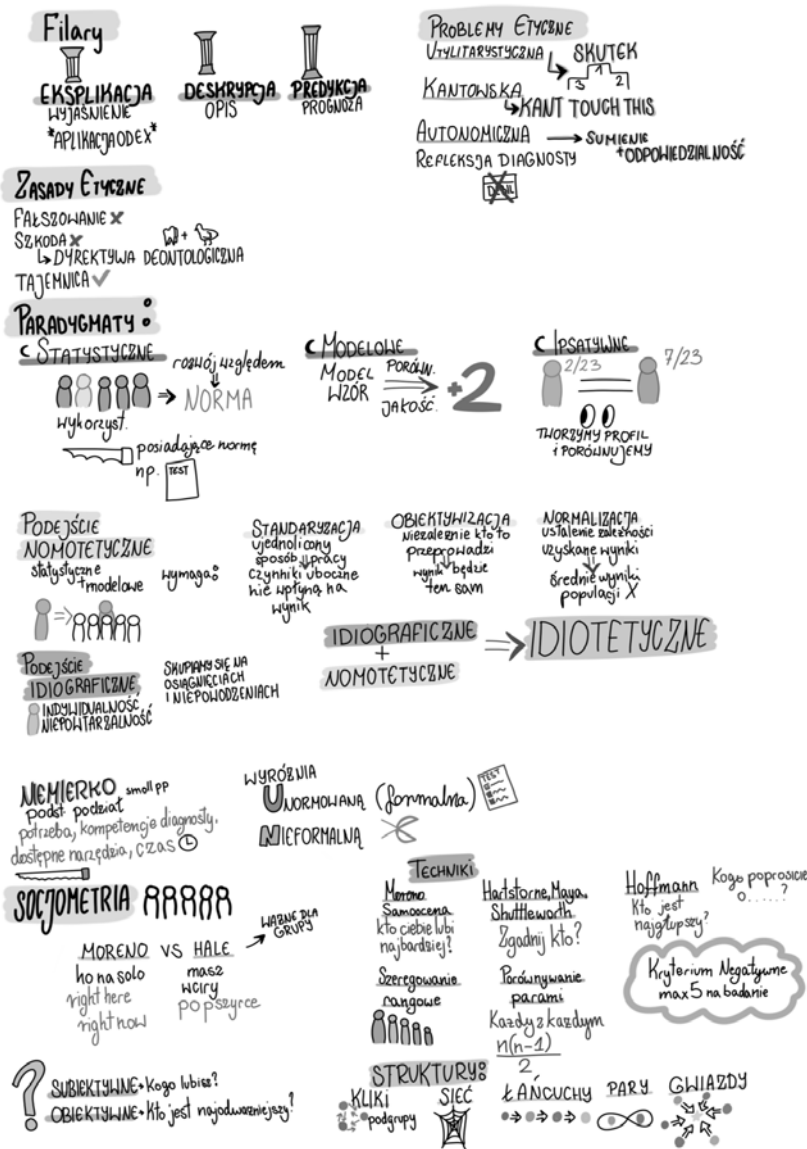 Filary
EKSPLIKACJA
WYJAŚNIENIE
*APLIKACJA ODEX*
DESKRYPCJA
OPIS
PREDYKCJA
PROGNOZA
PROBLEMY ETYCZNE
UTYLITARYSTYCZNA
SKUTEK
3 1 2
KANTOWSKA
KANT TOUCH THIS
AUTONOMICZNA → SUMIENIE
+ODPOWIEDZIALNOŚĆ
REFLEKSJA DIAGNOSTY
ZASADY ETYCZNE
FAŁSZOWANIE X
SZKODA X
DYREKTYWA DEONTOLOGICZNA
TAJEMNICA ✓
PARADYGMATY:
STATYSTYCZNE
rozwój względem
NORMA
wykorzyst.
posiadające normę
np. TEST
MODELOWE
MODEL
WZÓR
PORÓWN.
JAKOŚĆ.
+2
IPSATYWNE
2/23
7/23
TWORZYMY PROFIL
I PORÓWNUJEMY
PODEJŚCIE
NOMOTETYCZNE
statystyczne
+modelowe
wymaga:
STANDARYZACJA
ujednolicony
sposób pracy
czynniki uboczne
nie wpłyną na
wynik
OBIEKTYWIZACJA
Niezależnie kto to
przeprowadzi
wynik będzie
ten sam
NORMALIZACJA
ustalenie zależności
uzyskane wyniki
średnie wyniki
populacji X
IDIOGRAFICZNE
+
NOMOTETYCZNE
⇒ IDIOTETYCZNE
PODEJŚCIE
IDIOGRAFICZNE
INDYWIDUALNOŚĆ
NIEPOWTARZALNOŚĆ
SKUPIAMY SIĘ NA
OSIĄGNIĘCIACH
I NIEPOWODZENIACH
NIEMIERKO smoll pp
podst podział
potrzeba, kompetencje diagnosty,
dostępne narzędzia, czas
WYRÓŻNIA
UNORMOWANĄ (formalna)
TEST
NIEFORMALNĄ
SOCJOMETRIA
WAŻNE DLA
GRUPY
MORENO VS HALE
ho na solo
right here
right now
masz
wciry
po pszyrce
TECHNIKI
Moreno
Samoocena
kto ciebie lubi
najbardziej?
Hartstorne, Maya,
Shuttleworth
Zgadnij kto?
Hoffmann
Kto jest
najgłupszy?
Kogo poprosicie
o......?
Szeregowanie
rangowe
Porównywanie
parami
Każdy z każdym
n(n-1)
2
Kryterium Negatywne
max 5 na badanie
?
SUBIEKTYWNE→Kogo lubisz?
OBIEKTYWNE→Kto jest najodważniejszy?
STRUKTURY:
KLIKI
podgrupy
SIEĆ
ŁAŃCUCHY
PARY
GWIAZDY